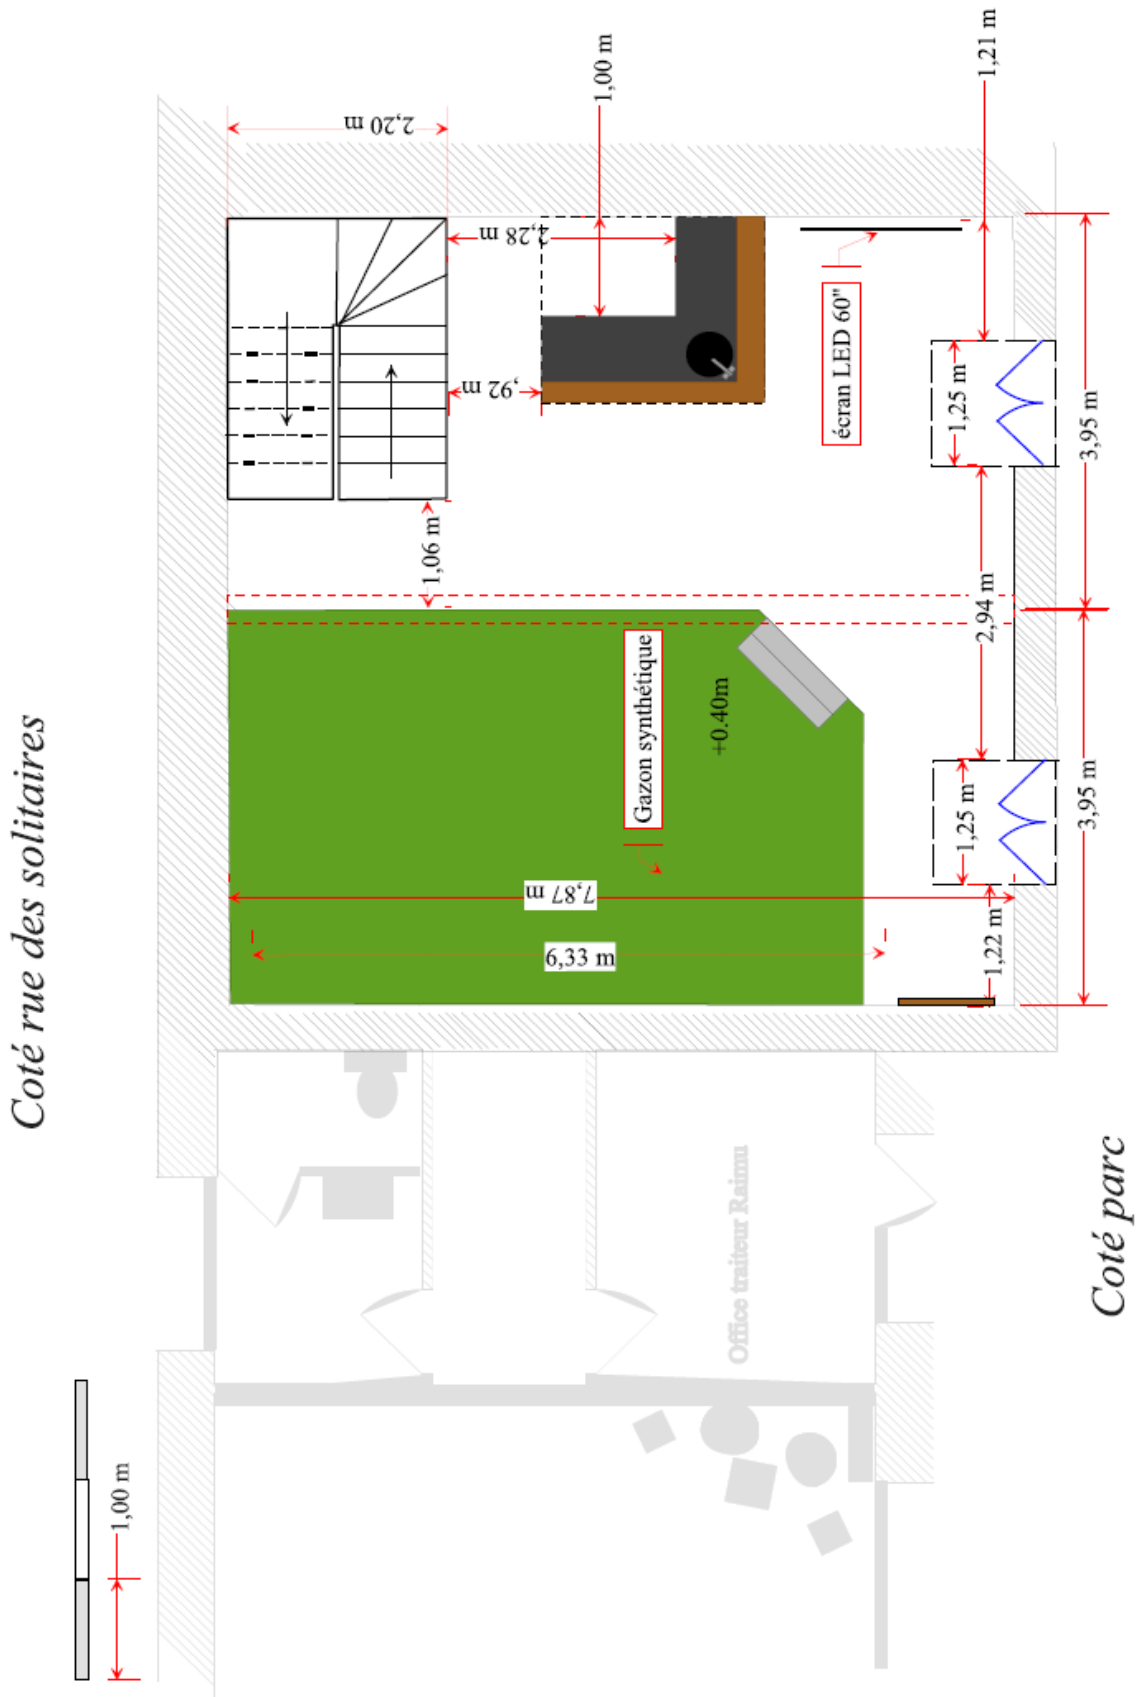 Coté rue des solitaires
2,20 m
1,00 m
1,21 m
2,28 m
,92 m
écran LED 60"
1,25 m
3,95 m
1,06 m
2,94 m
Gazon synthétique
+0.40m
1,25 m
3,95 m
7,87 m
6,33 m
1,22 m
Office traiteur Raimu
Coté parc
1,00 m